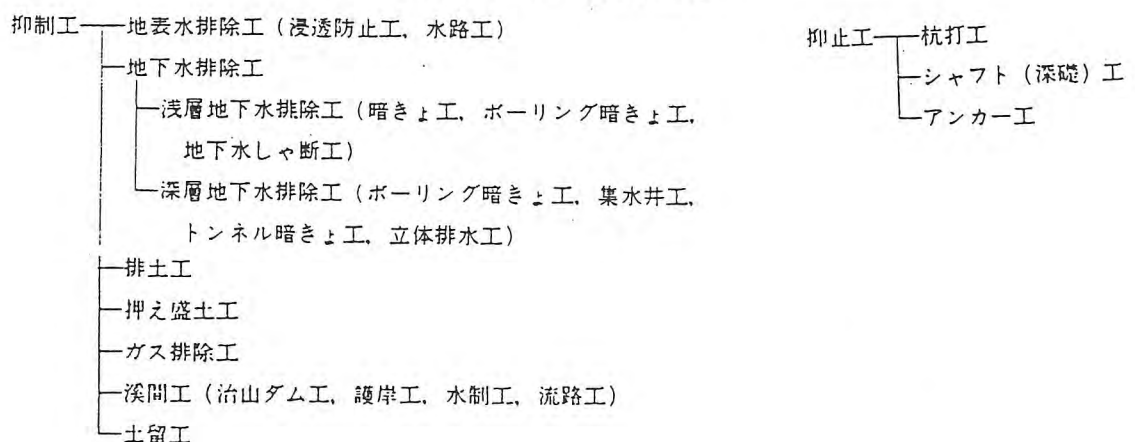 抑制工 地表水排除工（浸透防止工，水路工）
地下水排除工
浅層地下水排除工（暗きょ工，ボーリング暗きょ工，
地下水しゃ断工）
深層地下水排除工（ボーリング暗きょ工，集水井工，
トンネル暗きょ工，立体排水工）
排土工
押え盛土工
ガス排除工
渓間工（治山ダム工，護岸工，水制工，流路工）
土留工
抑止工 杭打工
シャフト（深礎）工
アンカー工